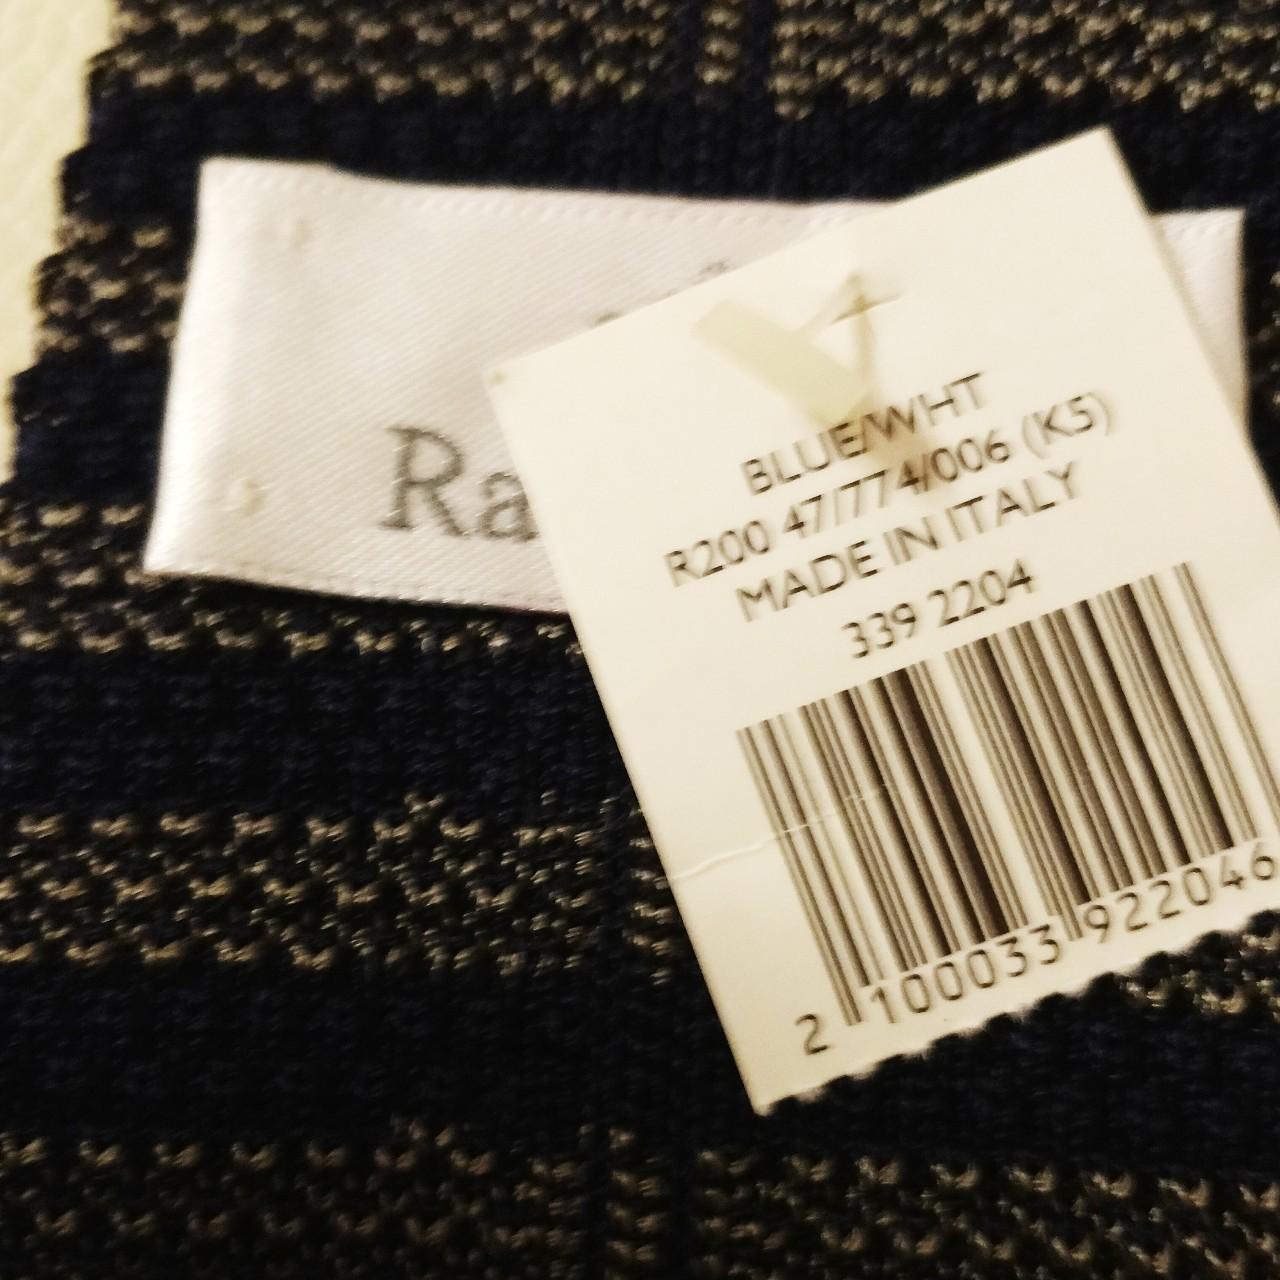 Ra
BLUE/WHT
R200 47/774/006 (K5)
MADE IN ITALY
339 2204
2 100033 922046